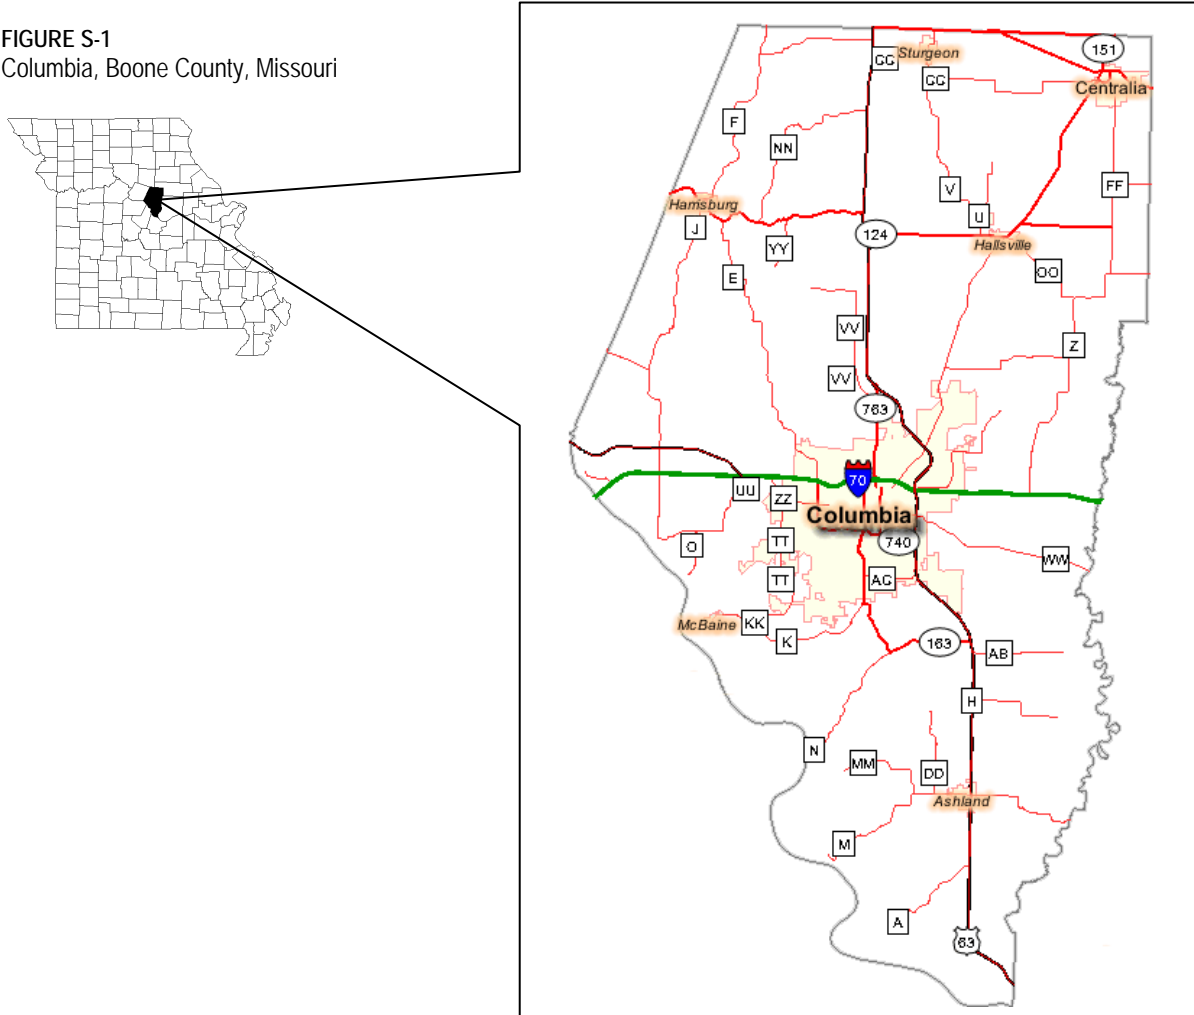 FIGURE S-1
Columbia, Boone County, Missouri
151
CC
Sturgeon
CC
Centralia
F
NN
V
FF
U
Harrisburg
J
124
YY
Hallsville
E
OO
VV
Z
VV
763
70
UU
ZZ
Columbia
TT
740
O
WW
TT
AC
McBaine
KK
K
163
AB
H
N
MM
DD
Ashland
M
A
63